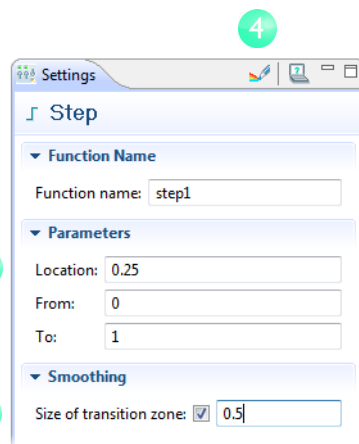 4
Settings
Step
Function Name
Function name: step1
Parameters
Location: 0.25
From: 0
To: 1
Smoothing
Size of transition zone: 0.5